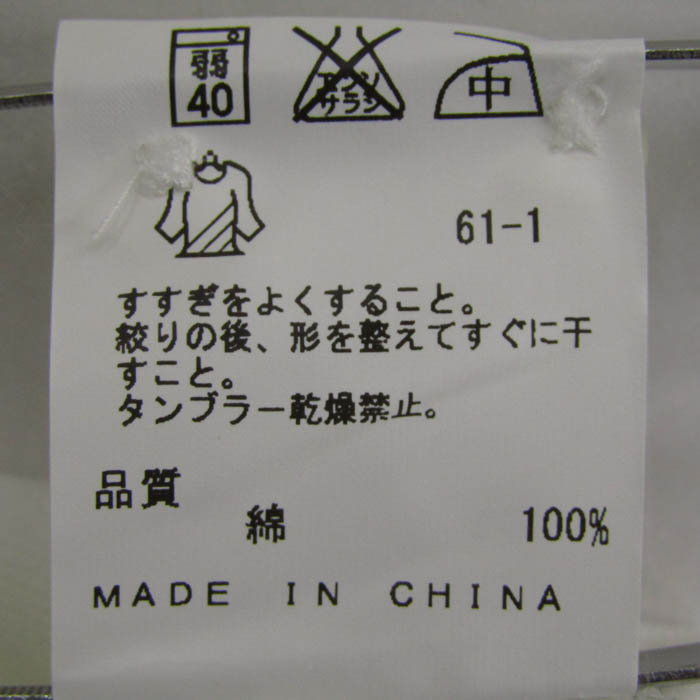 弱
40
エンソ
サラシ
中
61-1
すすぎをよくすること。
絞りの後、形を整えてすぐに干
すこと。
タンブラー乾燥禁止。
品質
綿 100%
MADE IN CHINA